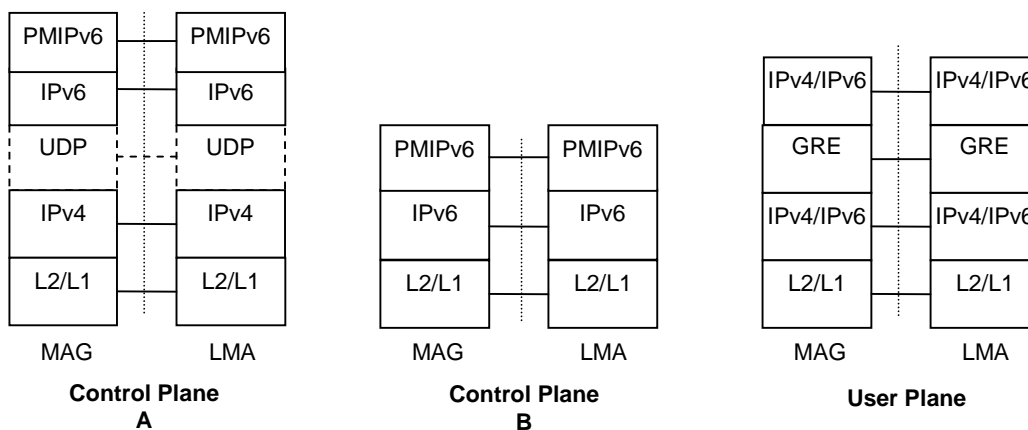 PMIPv6 PMIPv6
IPv6 IPv6
UDP UDP
IPv4 IPv4
L2/L1 L2/L1
MAG LMA
Control Plane
A
PMIPv6 PMIPv6
IPv6 IPv6
L2/L1 L2/L1
MAG LMA
Control Plane
B
IPv4/IPv6 IPv4/IPv6
GRE GRE
IPv4/IPv6 IPv4/IPv6
L2/L1 L2/L1
MAG LMA
User Plane